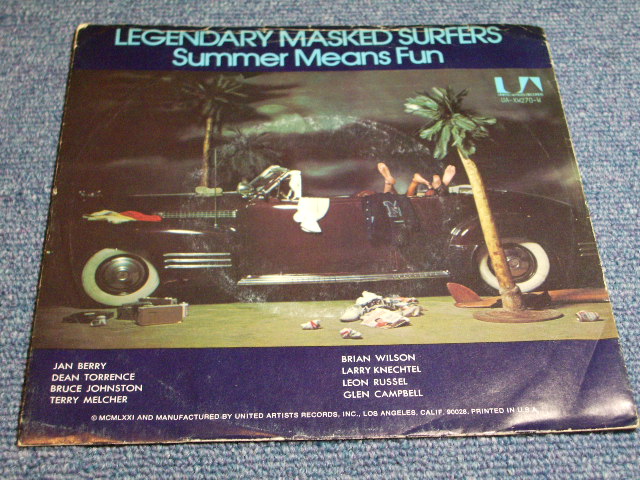 LEGENDARY MASKED SURFERS
Summer Means Fun
UA-XW270-W
JAN BERRY
DEAN TORRENCE
BRUCE JOHNSTON
TERRY MELCHER
BRIAN WILSON
LARRY KNECHTEL
LEON RUSSEL
GLEN CAMPBELL
© MCMLXXI AND MANUFACTURED BY UNITED ARTISTS RECORDS, INC., LOS ANGELES, CALIF. 90028. PRINTED IN U.S.A.